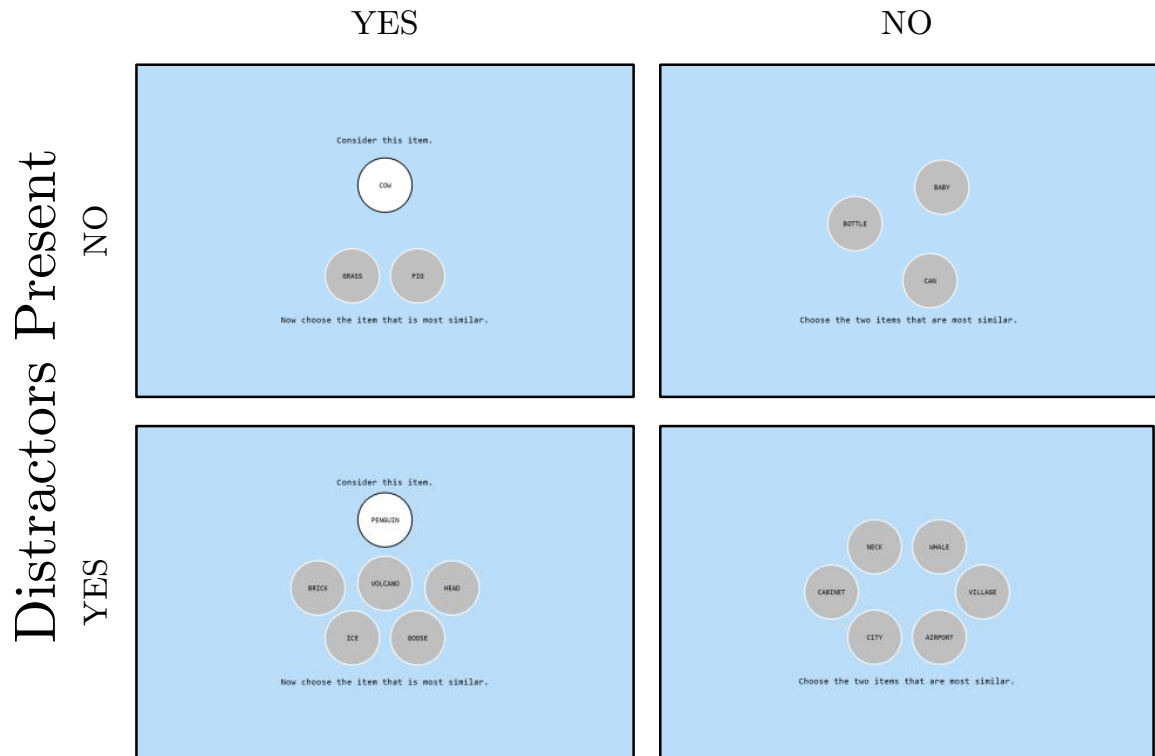 YES
NO
Distractors Present
NO
Consider this item.
COW
GRASS
PIG
Now choose the item that is most similar.
BABY
BOTTLE
CAN
Choose the two items that are most similar.
YES
Consider this item.
PENGUIN
BRICK
VOLCANO
HEAD
ICE
GOOSE
Now choose the item that is most similar.
NECK
WHALE
CABINET
VILLAGE
CITY
AIRPORT
Choose the two items that are most similar.